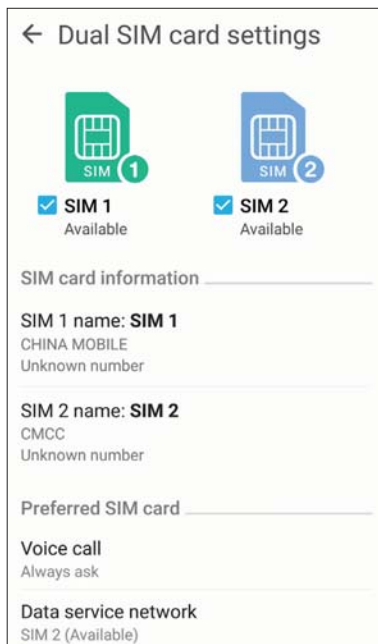 Dual SIM card settings
SIM 1
SIM 2
SIM 1
SIM 2
Available
Available
SIM card information
SIM 1 name: SIM 1
CHINA MOBILE
Unknown number
SIM 2 name: SIM 2
CMCC
Unknown number
Preferred SIM card
Voice call
Always ask
Data service network
SIM 2 (Available)